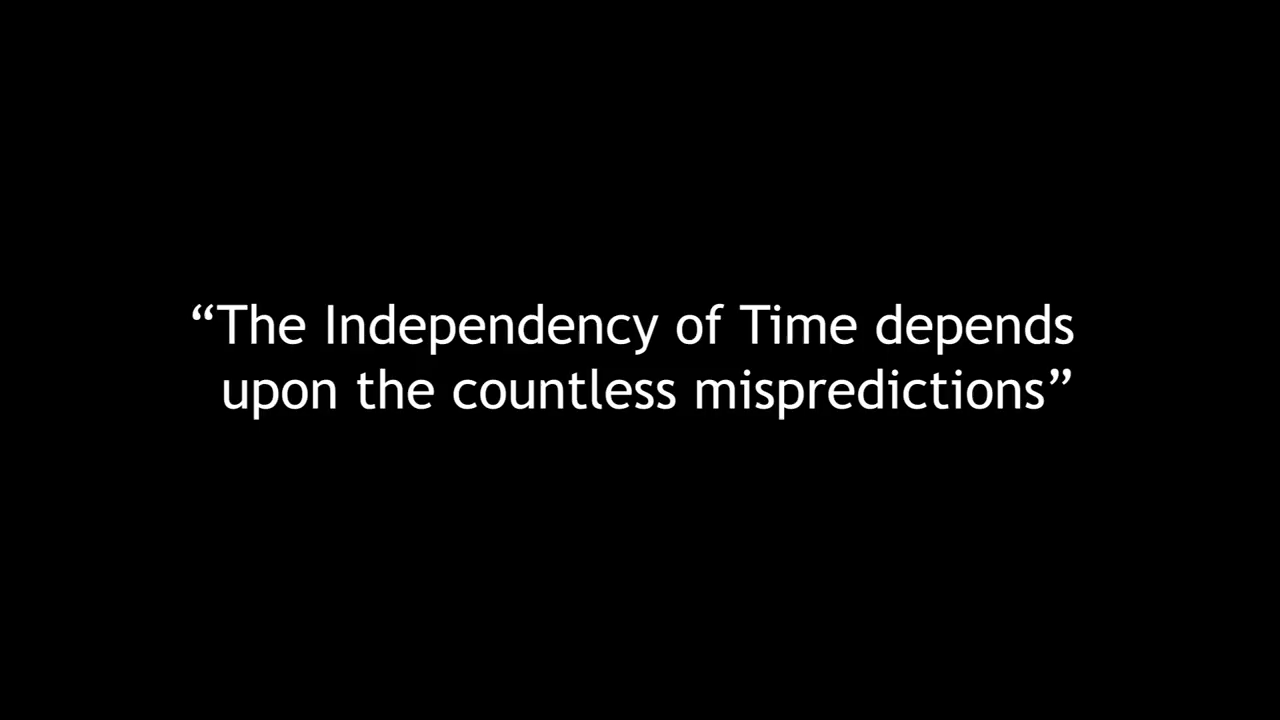 “The Independency of Time depends
upon the countless mispredictions”